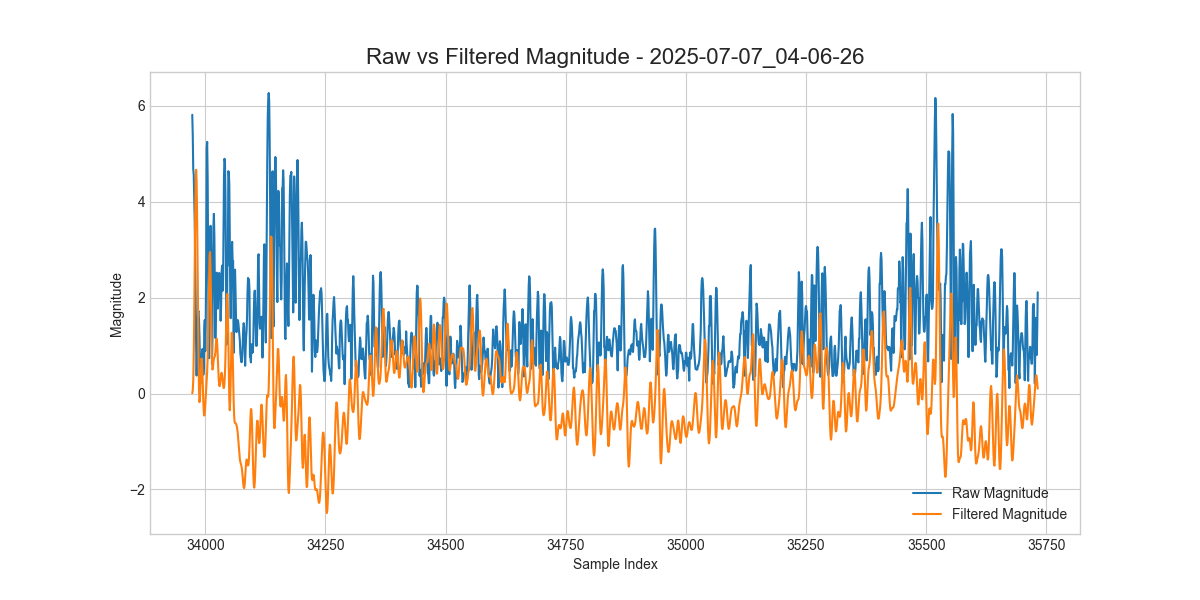 Raw vs Filtered Magnitude - 2025-07-07_04-06-26
Magnitude
6
4
2
0
−2
34000 34250 34500 34750 35000 35250 35500 35750
Sample Index
Raw Magnitude
Filtered Magnitude